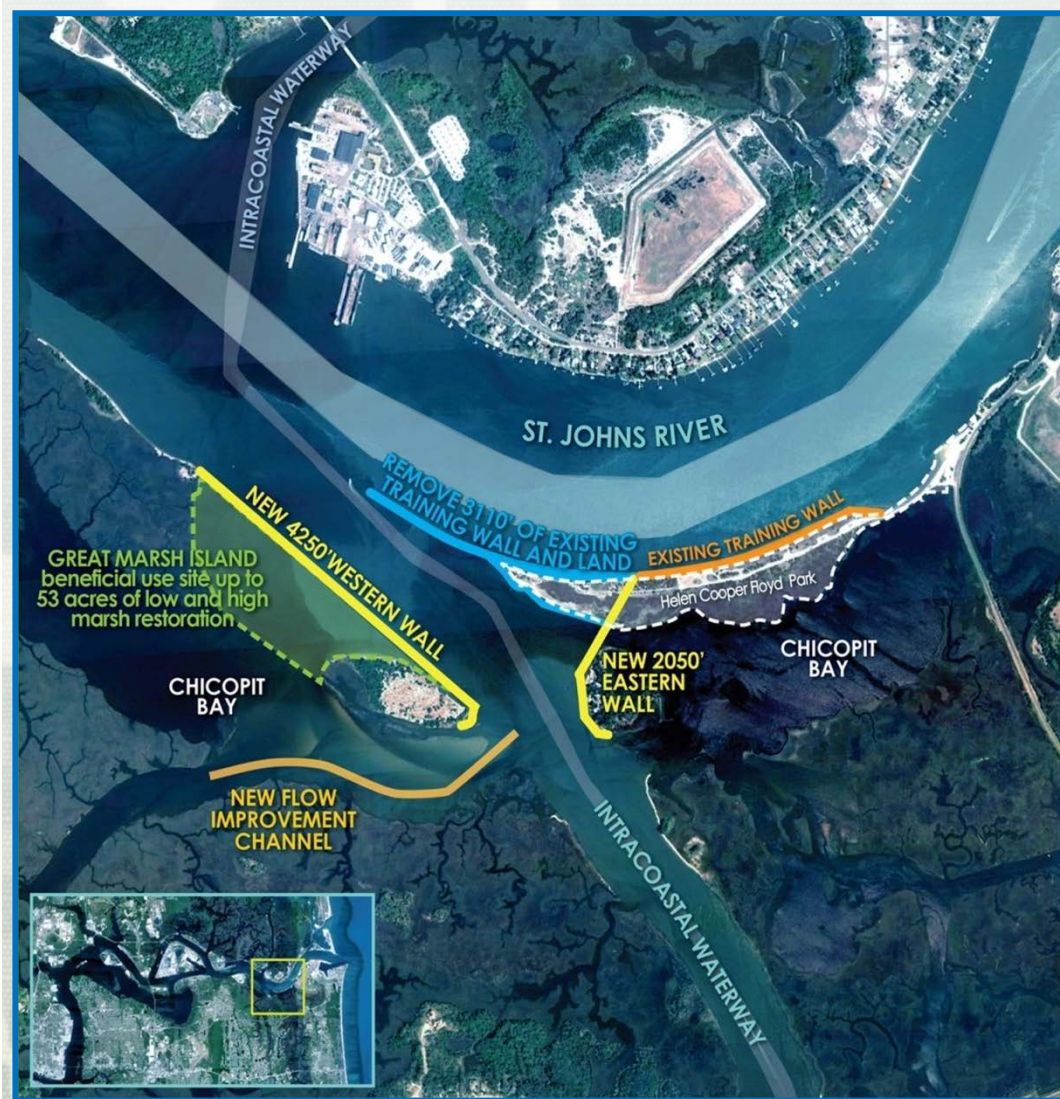 INTRACOASTAL WATERWAY
ST. JOHNS RIVER
REMOVE 3110' OF EXISTING
TRAINING WALL AND LAND
EXISTING TRAINING WALL
Helen Cooper Floyd Park
NEW 4250' WESTERN WALL
GREAT MARSH ISLAND
beneficial use site up to
53 acres of low and high
marsh restoration
CHICOPIT
BAY
NEW 2050'
EASTERN
WALL
CHICOPIT
BAY
NEW FLOW
IMPROVEMENT
CHANNEL
INTRACOASTAL WATERWAY